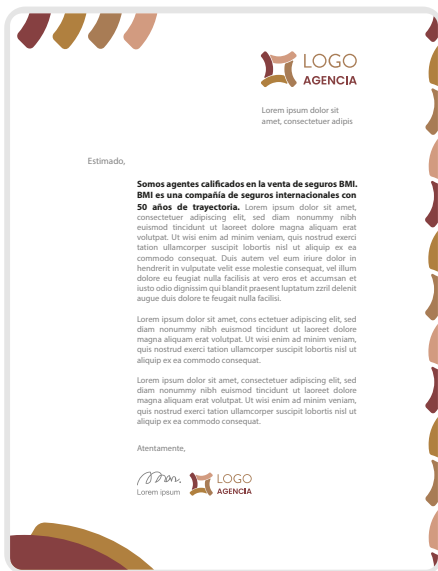 LOGO
AGENCIA
Lorem ipsum dolor sit
amet, consectetuer adipis
Estimado,
Somos agentes calificados en la venta de seguros BMI.
BMI es una compañía de seguros internacionales con
50 años de trayectoria. Lorem ipsum dolor sit amet,
consectetuer adipiscing elit, sed diam nonummy nibh
euismod tincidunt ut laoreet dolore magna aliquam erat
volutpat. Ut wisi enim ad minim veniam, quis nostrud exerci
tation ullamcorper suscipit lobortis nisl ut aliquip ex ea
commodo consequat. Duis autem vel eum iriure dolor in
hendrerit in vulputate velit esse molestie consequat, vel illum
dolore eu feugiat nulla facilisis at vero eros et accumsan et
iusto odio dignissim qui blandit praesent luptatum zzril delenit
augue duis dolore te feugait nulla facilisi.
Lorem ipsum dolor sit amet, cons ectetuer adipiscing elit, sed
diam nonummy nibh euismod tincidunt ut laoreet dolore
magna aliquam erat volutpat. Ut wisi enim ad minim veniam,
quis nostrud exerci tation ullamcorper suscipit lobortis nisl ut
aliquip ex ea commodo consequat.
Lorem ipsum dolor sit amet, consectetuer adipiscing elit, sed
diam nonummy nibh euismod tincidunt ut laoreet dolore
magna aliquam erat volutpat. Ut wisi enim ad minim veniam,
quis nostrud exerci tation ullamcorper suscipit lobortis nisl ut
aliquip ex ea commodo consequat.
Atentamente,
Lorem ipsum
LOGO
AGENCIA